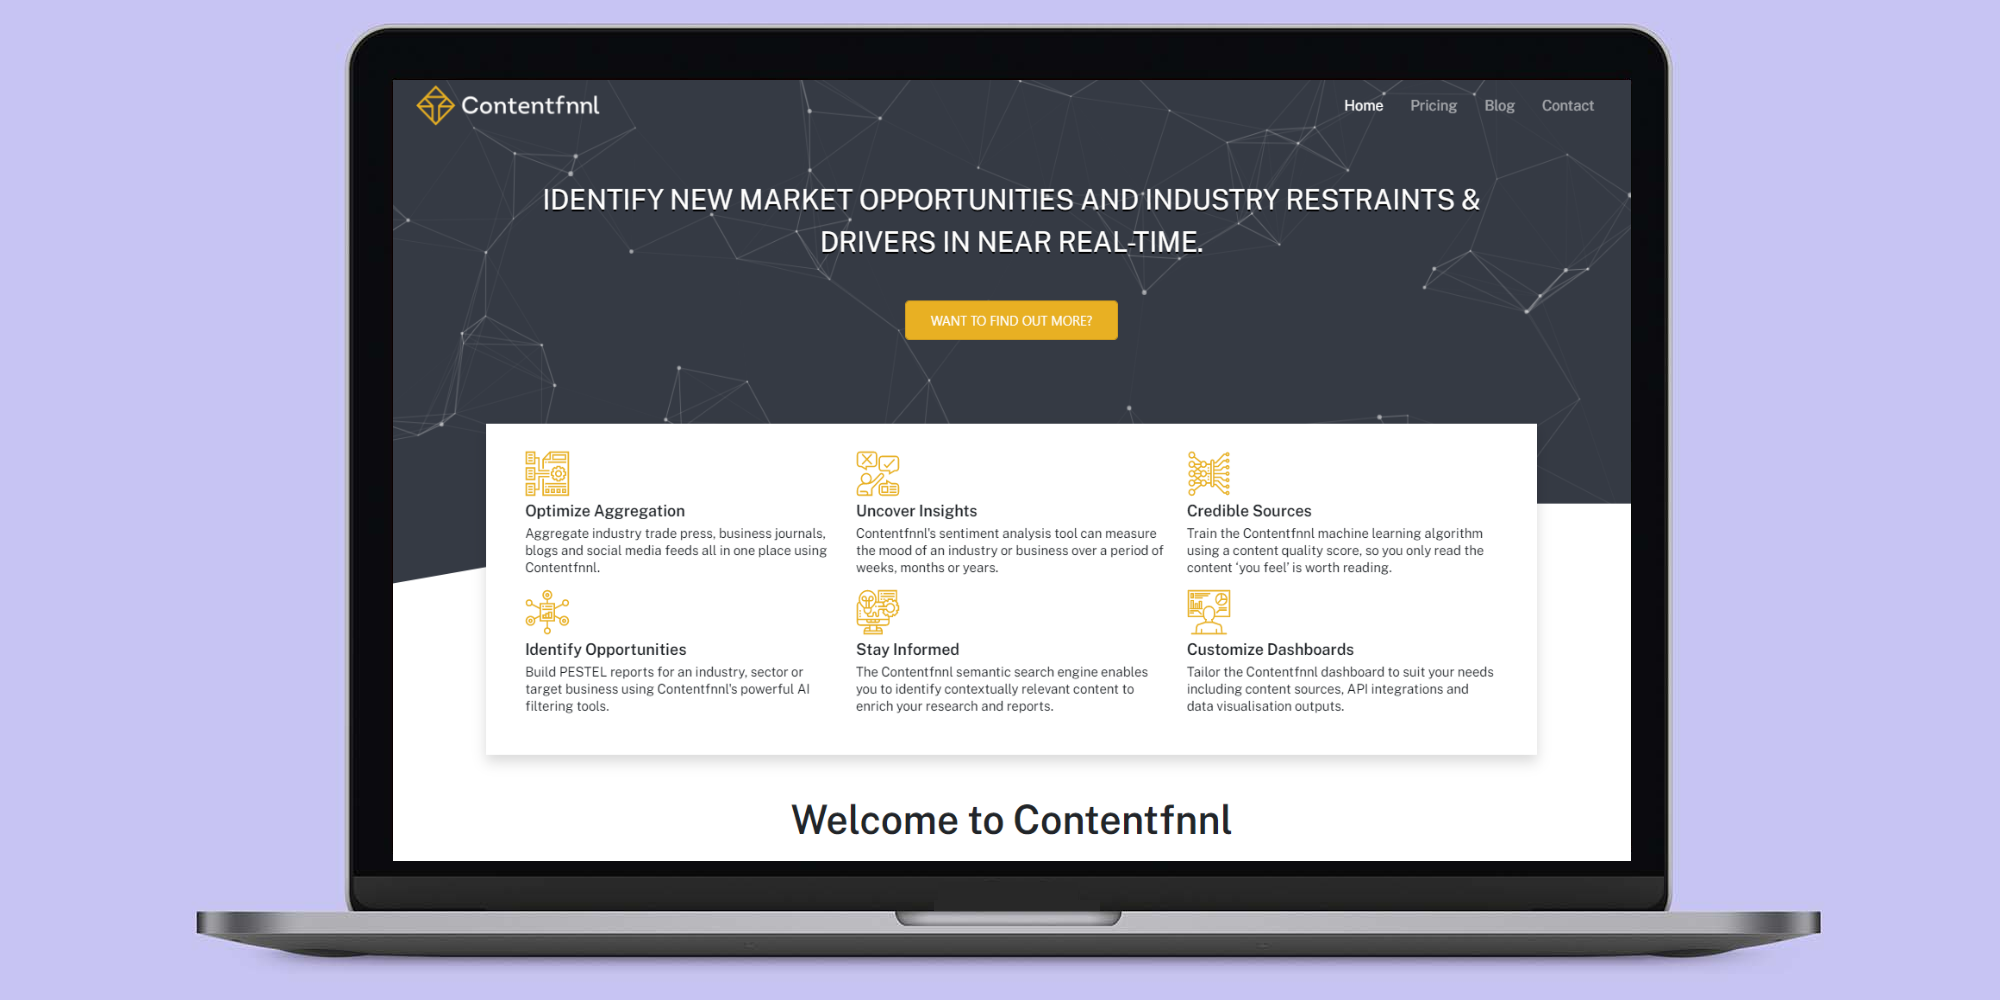 Contentfnnl
Home Pricing Blog Contact
IDENTIFY NEW MARKET OPPORTUNITIES AND INDUSTRY RESTRAINTS &
DRIVERS IN NEAR REAL-TIME.
WANT TO FIND OUT MORE?
Optimize Aggregation
Aggregate industry trade press, business journals,
blogs and social media feeds all in one place using
Contentfnnl.
Uncover Insights
Contentfnnl's sentiment analysis tool can measure
the mood of an industry or business over a period of
weeks, months or years.
Credible Sources
Train the Contentfnnl machine learning algorithm
using a content quality score, so you only read the
content ‘you feel’ is worth reading.
Identify Opportunities
Build PESTEL reports for an industry, sector or
target business using Contentfnnl's powerful AI
filtering tools.
Stay Informed
The Contentfnnl semantic search engine enables
you to identify contextually relevant content to
enrich your research and reports.
Customize Dashboards
Tailor the Contentfnnl dashboard to suit your needs
including content sources, API integrations and
data visualisation outputs.
Welcome to Contentfnnl